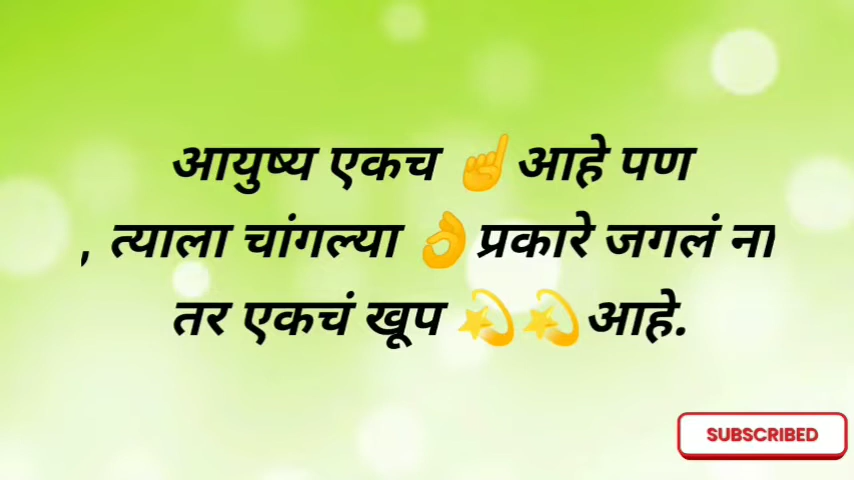 आयुष्य एकच ☝️ आहे पण
, त्याला चांगल्या 👌 प्रकारे जगलं ना
तर एकचं खूप 💫💫 आहे.
SUBSCRIBED